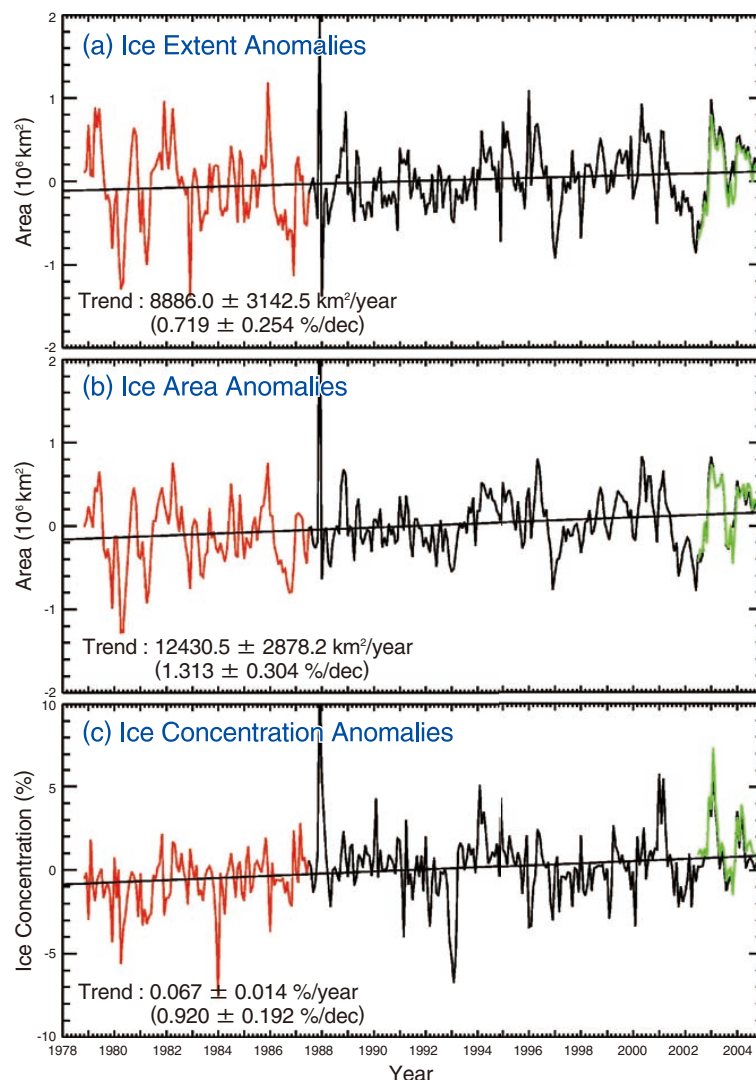 (a) Ice Extent Anomalies
2
1
0
-1
-2
Area (10⁶ km²)
Trend : 8886.0 ± 3142.5 km²/year
(0.719 ± 0.254 %/dec)
(b) Ice Area Anomalies
2
1
0
-1
-2
Area (10⁶ km²)
Trend : 12430.5 ± 2878.2 km²/year
(1.313 ± 0.304 %/dec)
(c) Ice Concentration Anomalies
10
5
0
-5
-10
Ice Concentration (%)
Trend : 0.067 ± 0.014 %/year
(0.920 ± 0.192 %/dec)
1978 1980 1982 1984 1986 1988 1990 1992 1994 1996 1998 2000 2002 2004
Year